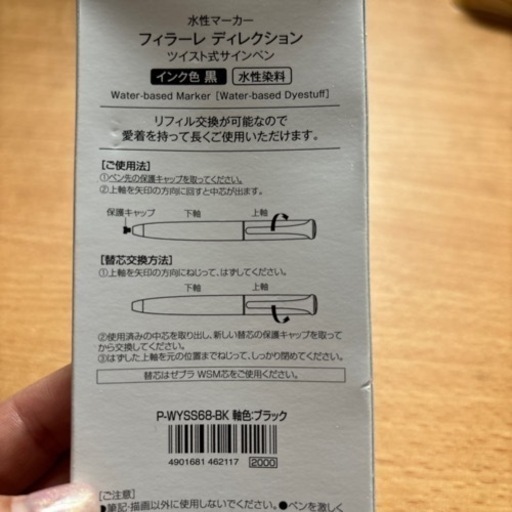 水性マーカー
フィラーレ ディレクション
ツイスト式サインペン
インク色 黒 水性染料
Water-based Marker [Water-based Dyestuff]
リフィル交換が可能なので
愛着を持って長くご使用いただけます。
[ご使用法]
①ペン先の保護キャップを取ってください。
②上軸を矢印の方向に回すと中芯が出ます。
保護キャップ 下軸 上軸
[替芯交換方法]
①上軸を矢印の方向にねじって、はずしてください。
下軸 上軸
②使用済みの中芯を取り出し、新しい替芯の保護キャップを取って
から交換してください。
③はずした上軸を元の位置までねじって、しっかり閉めてください。
替芯はゼブラ WSM芯をご使用ください。
P-WYSS68-BK 軸色:ブラック
4901681 462117 2000
[ご注意]
●筆記・描画以外に使用しないでください。●ペンを激しく